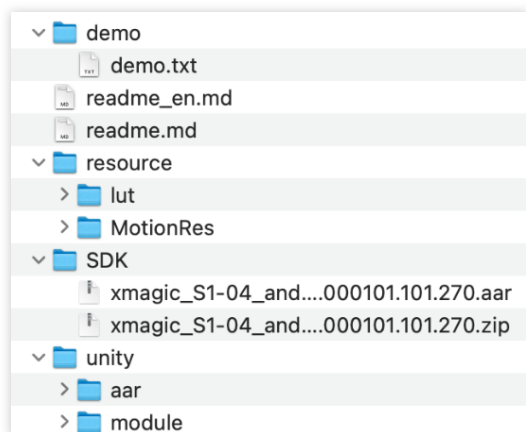 demo
demo.txt
readme_en.md
readme.md
resource
lut
MotionRes
SDK
xmagic_S1-04_and....000101.101.270.aar
xmagic_S1-04_and....000101.101.270.zip
unity
aar
module